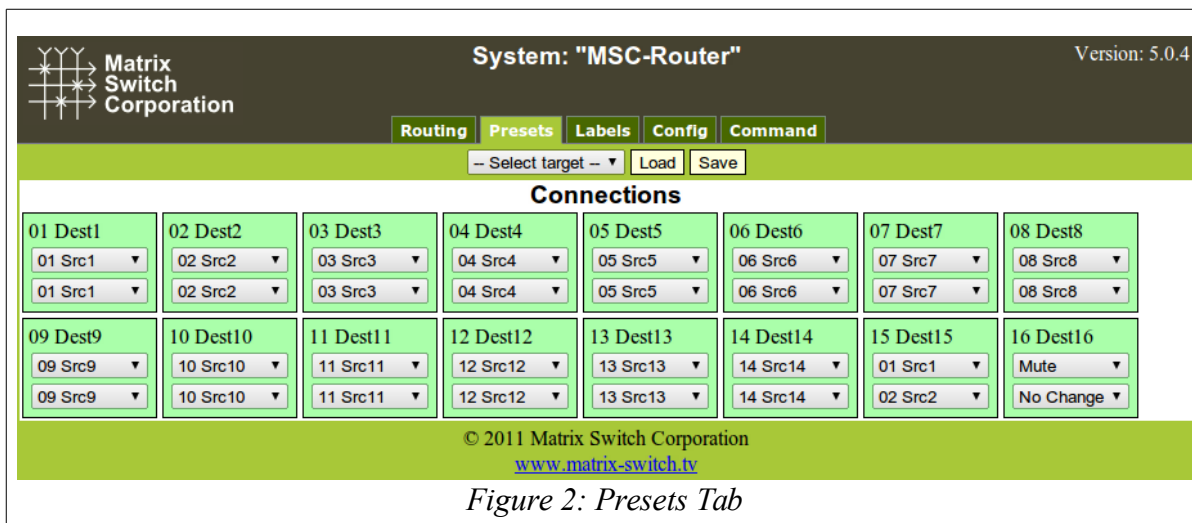 Matrix
Switch
Corporation
System: "MSC-Router"
Version: 5.0.4
Routing Presets Labels Config Command
-- Select target -- Load Save
Connections
01 Dest1 02 Dest2 03 Dest3 04 Dest4 05 Dest5 06 Dest6 07 Dest7 08 Dest8
01 Src1 02 Src2 03 Src3 04 Src4 05 Src5 06 Src6 07 Src7 08 Src8
01 Src1 02 Src2 03 Src3 04 Src4 05 Src5 06 Src6 07 Src7 08 Src8
09 Dest9 10 Dest10 11 Dest11 12 Dest12 13 Dest13 14 Dest14 15 Dest15 16 Dest16
09 Src9 10 Src10 11 Src11 12 Src12 13 Src13 14 Src14 01 Src1 Mute
09 Src9 10 Src10 11 Src11 12 Src12 13 Src13 14 Src14 02 Src2 No Change
© 2011 Matrix Switch Corporation
www.matrix-switch.tv
Figure 2: Presets Tab